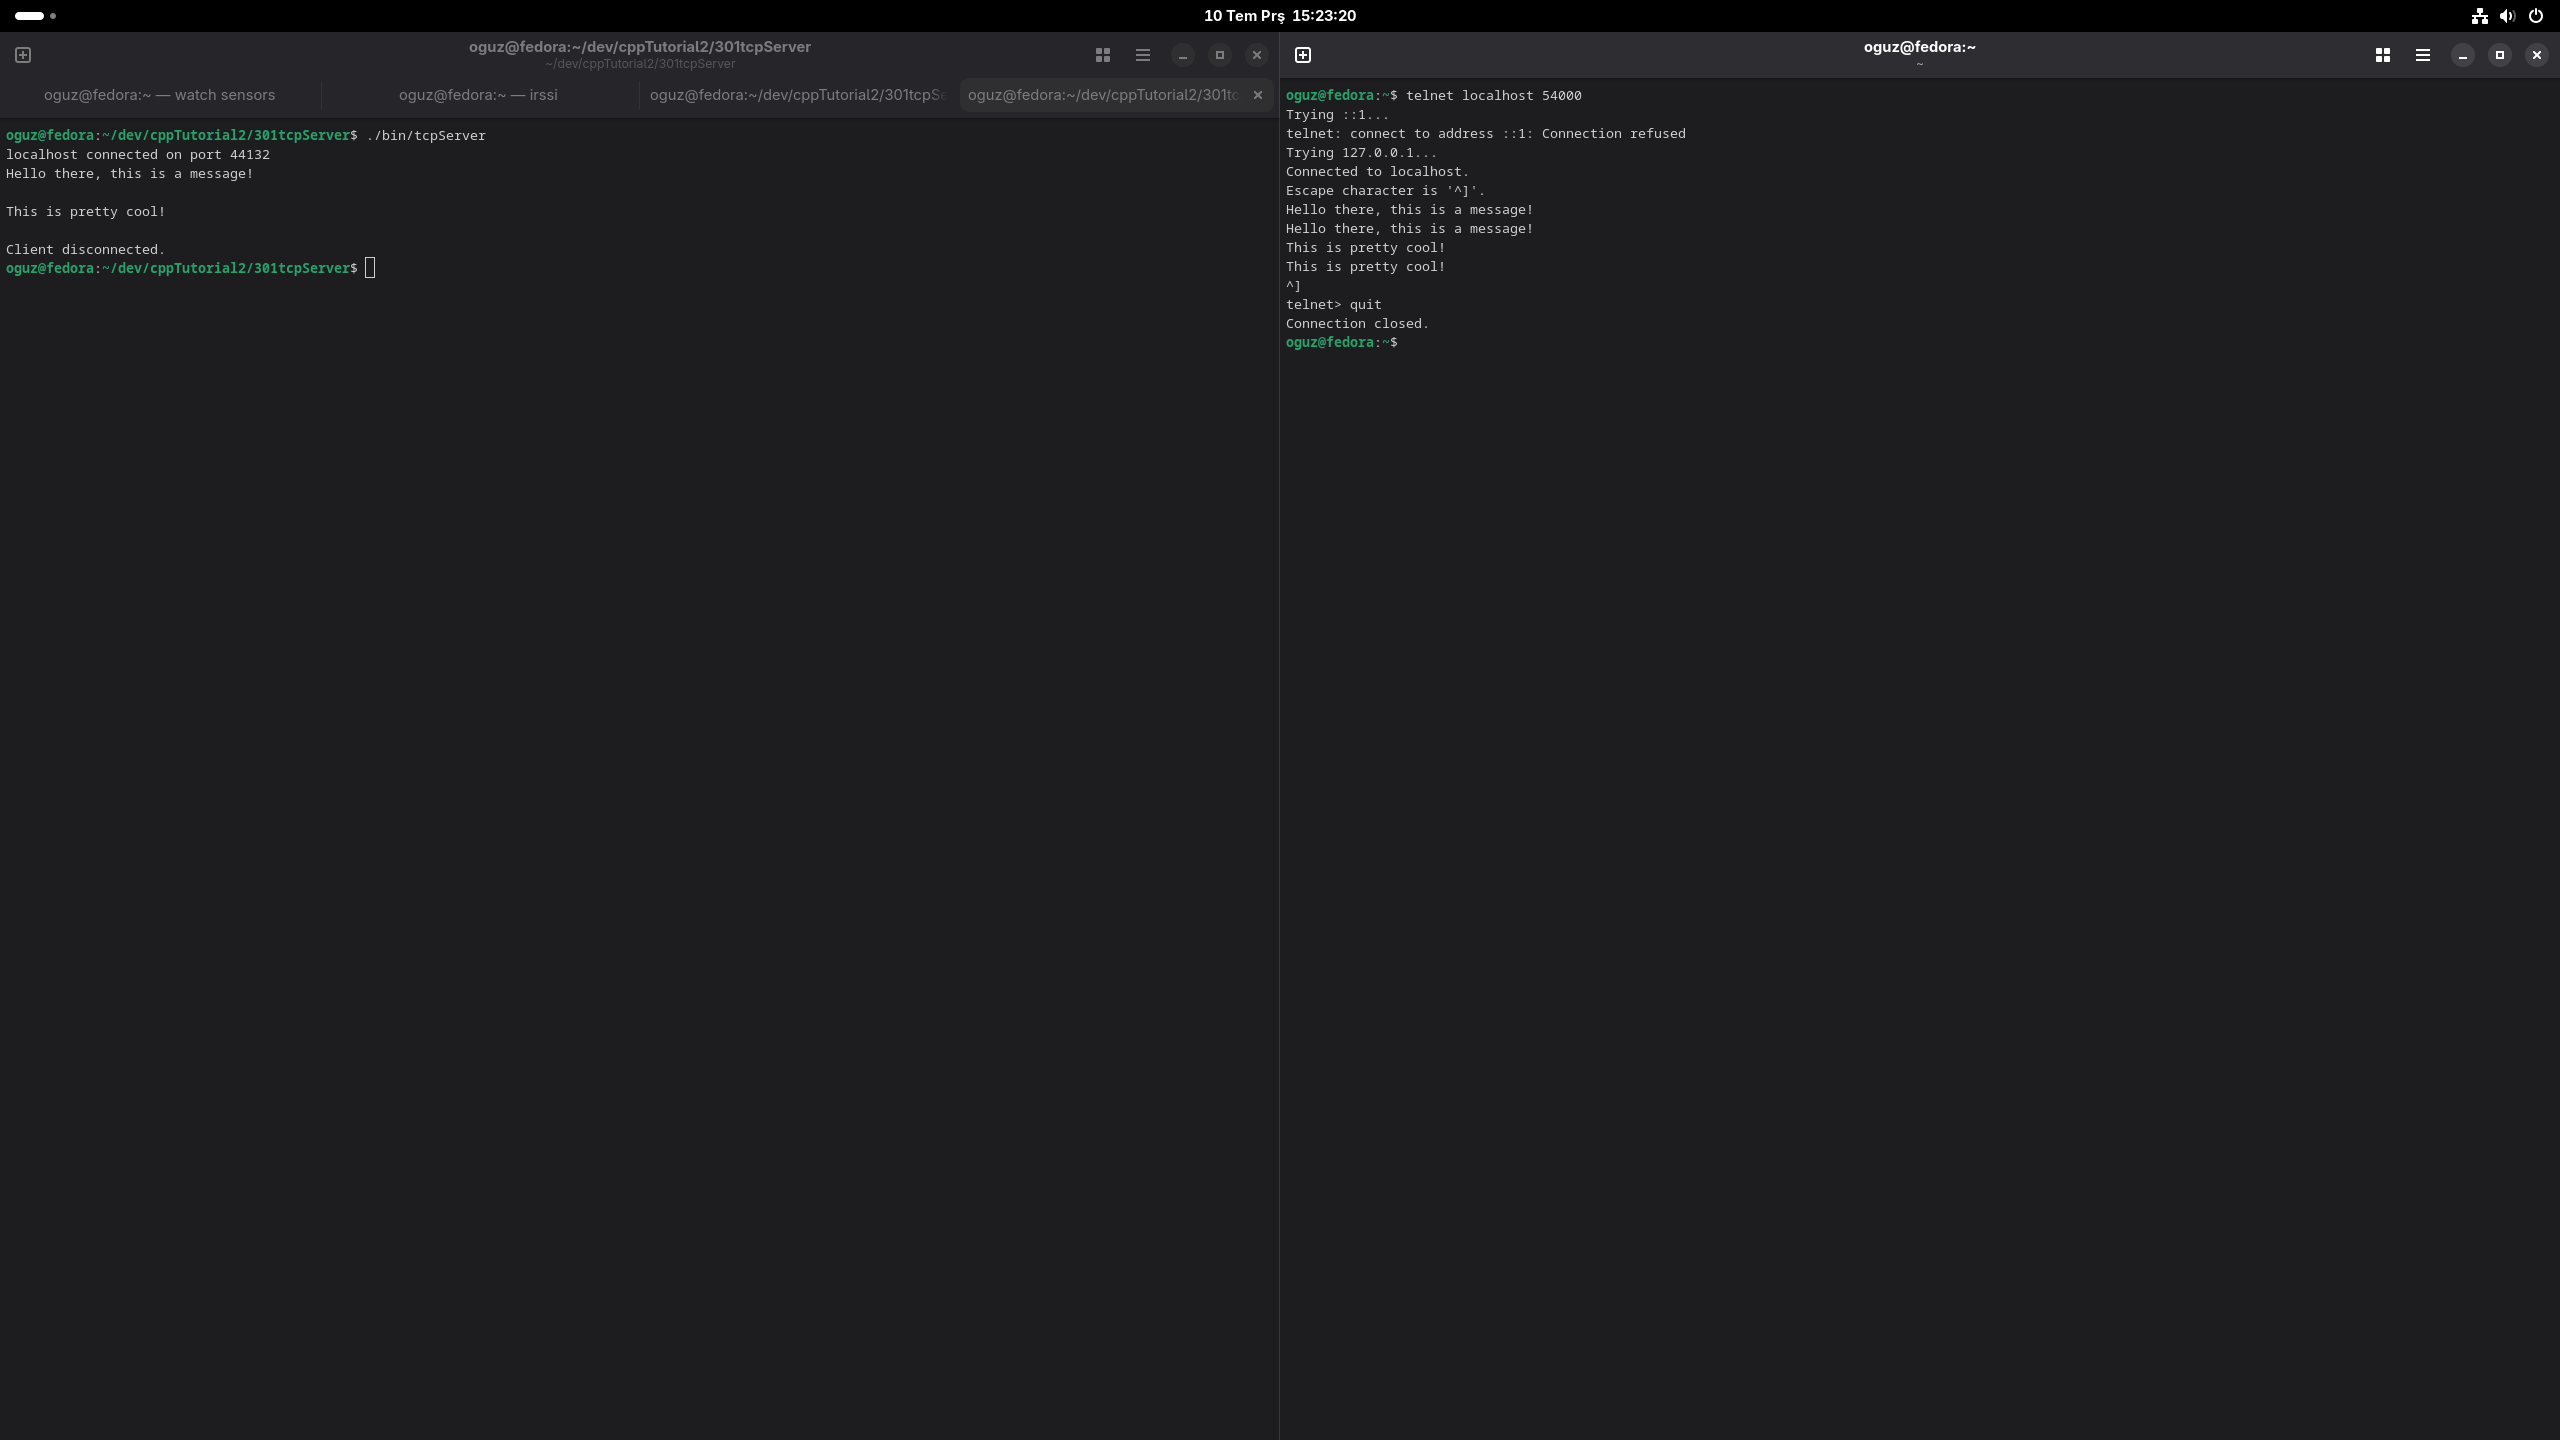 10 Tem Prş 15:23:20
oguz@fedora:~/dev/cppTutorial2/301tcpServer
~/dev/cppTutorial2/301tcpServer
oguz@fedora:~ — watch sensors
oguz@fedora:~ — irssi
oguz@fedora:~/dev/cppTutorial2/301tcpSe
oguz@fedora:~/dev/cppTutorial2/301tc
oguz@fedora:~/dev/cppTutorial2/301tcpServer$ ./bin/tcpServer
localhost connected on port 44132
Hello there, this is a message!
This is pretty cool!
Client disconnected.
oguz@fedora:~/dev/cppTutorial2/301tcpServer$
oguz@fedora:~
~
oguz@fedora:~$ telnet localhost 54000
Trying ::1...
telnet: connect to address ::1: Connection refused
Trying 127.0.0.1...
Connected to localhost.
Escape character is '^]'.
Hello there, this is a message!
Hello there, this is a message!
This is pretty cool!
This is pretty cool!
^]
telnet> quit
Connection closed.
oguz@fedora:~$